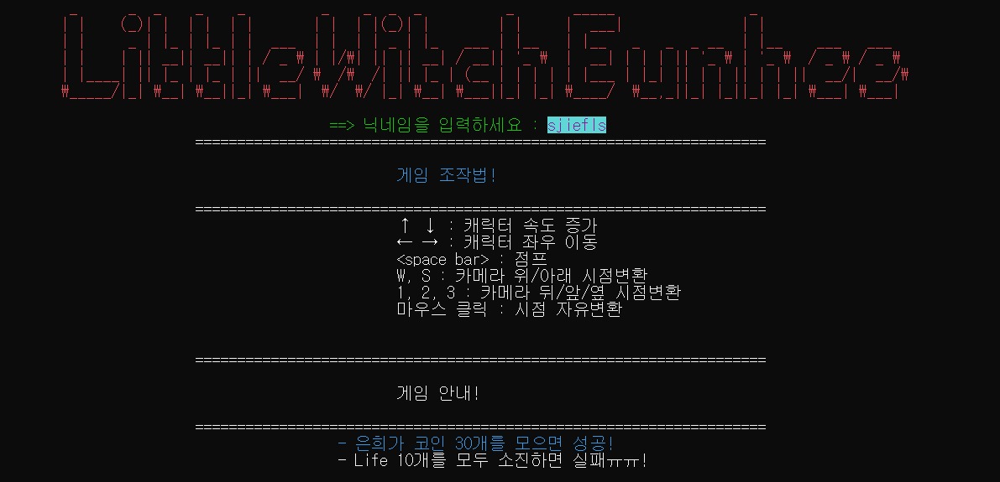 LittleWitch Eunhee
==> 닉네임을 입력하세요 : sjiefls
====================================================================
게임 조작법!
====================================================================
↑ ↓ : 캐릭터 속도 증가
← → : 캐릭터 좌우 이동
<space bar> : 점프
W, S : 카메라 위/아래 시점변환
1, 2, 3 : 카메라 뒤/앞/옆 시점변환
마우스 클릭 : 시점 자유변환
====================================================================
게임 안내!
====================================================================
- 은희가 코인 30개를 모으면 성공!
- Life 10개를 모두 소진하면 실패ㅠㅠ!